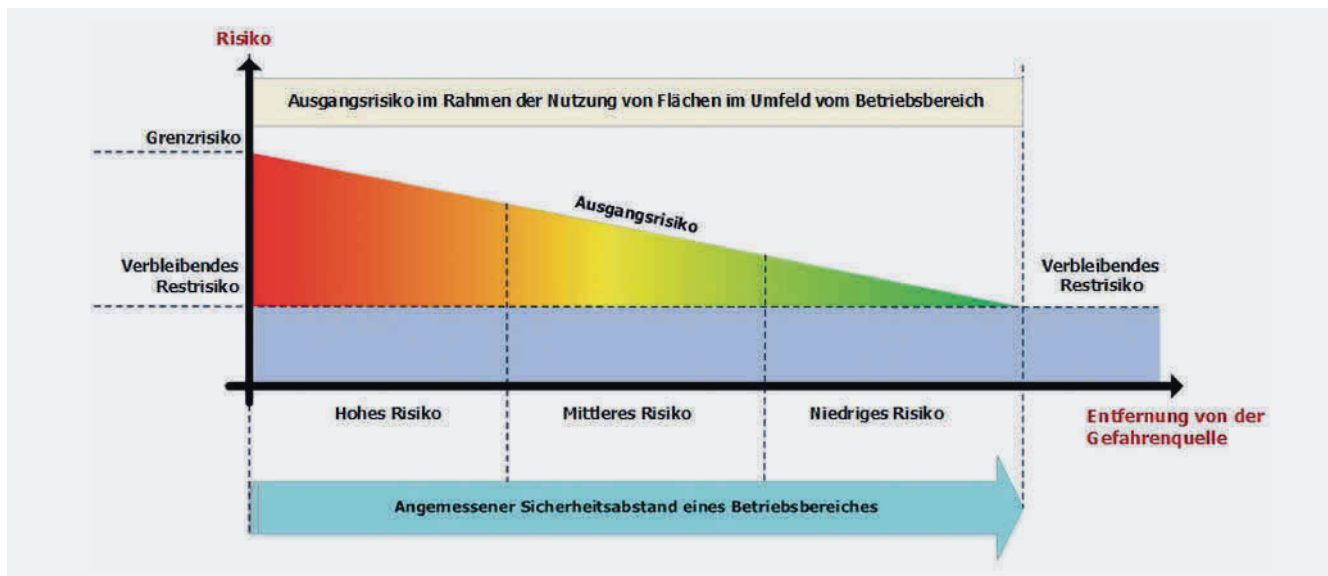 Risiko
Ausgangsrisiko im Rahmen der Nutzung von Flächen im Umfeld vom Betriebsbereich
Grenzrisiko
Ausgangsrisiko
Verbleibendes
Restrisiko
Verbleibendes
Restrisiko
Hohes Risiko
Mittleres Risiko
Niedriges Risiko
Entfernung von der
Gefahrenquelle
Angemessener Sicherheitsabstand eines Betriebsbereiches